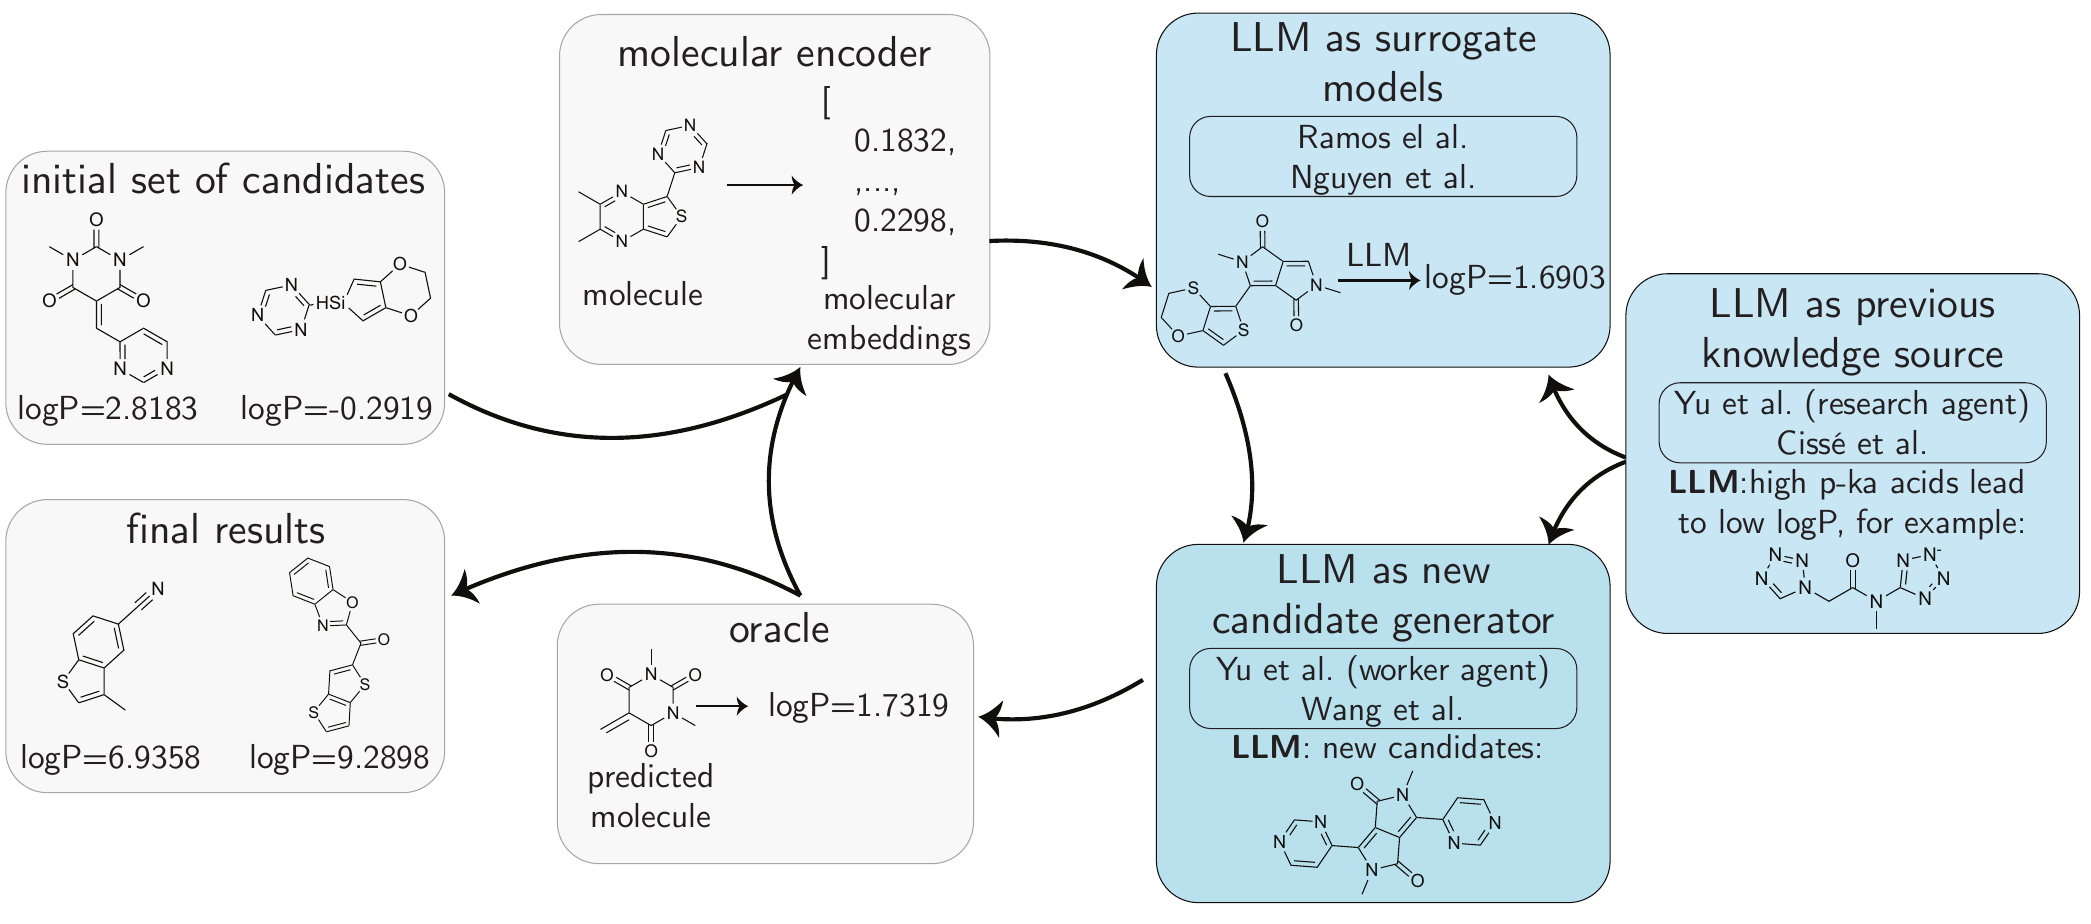 initial set of candidates
O
N
N
O
O
N
N
N
N
N
HSi
O
O
logP=2.8183
logP=-0.2919
molecular encoder
N
N
N
N
N
S
molecule
[
0.1832,
,...,
0.2298,
]
molecular
embeddings
LLM as surrogate
models
Ramos el al.
Nguyen et al.
O
N
N
O
S
O
S
LLM
logP=1.6903
LLM as previous
knowledge source
Yu et al. (research agent)
Cissé et al.
LLM:high p-ka acids lead
to low logP, for example:
N
N
N
N
O
N
N
N-
N
N
LLM as new
candidate generator
Yu et al. (worker agent)
Wang et al.
LLM: new candidates:
O
N
N
N
N
N
N
O
oracle
O
N
O
N
O
logP=1.7319
predicted
molecule
final results
N
S
O
N
O
S
S
logP=6.9358
logP=9.2898